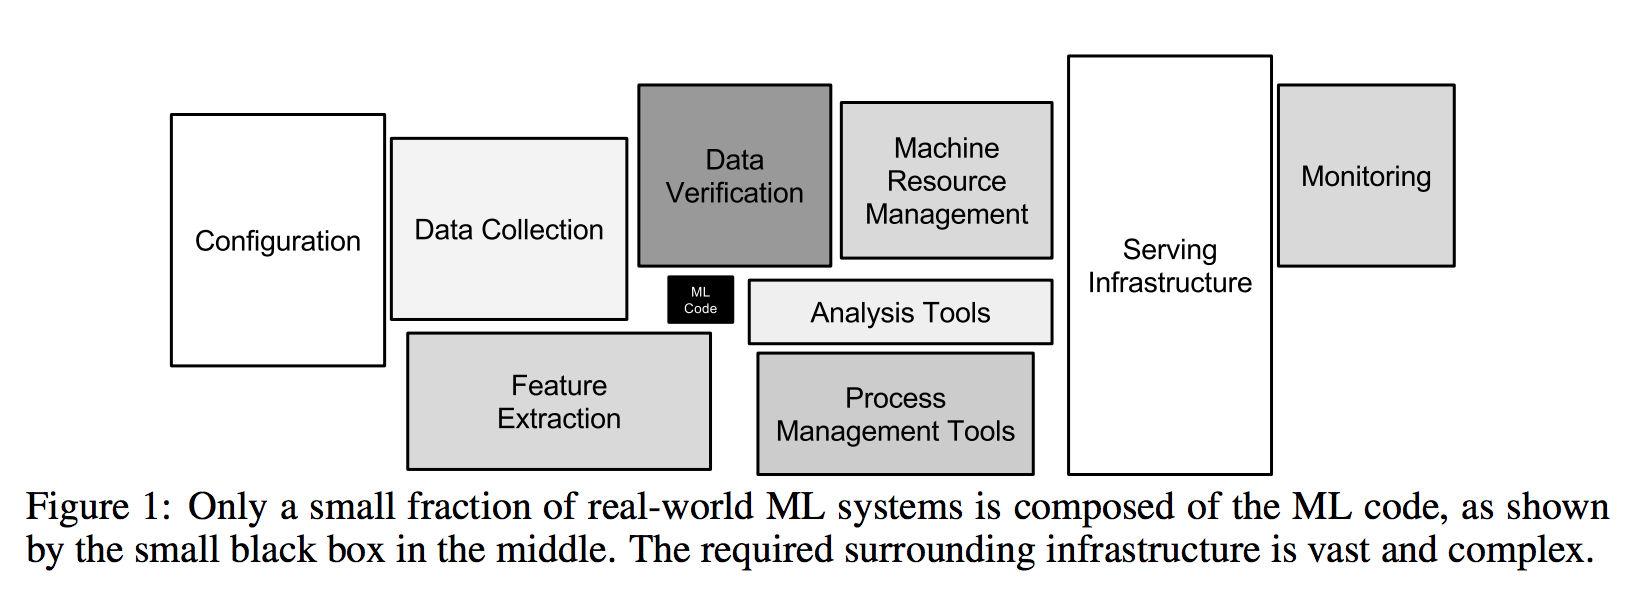 Configuration
Data Collection
Data
Verification
Machine
Resource
Management
Serving
Infrastructure
Monitoring
ML
Code
Analysis Tools
Feature
Extraction
Process
Management Tools
Figure 1: Only a small fraction of real-world ML systems is composed of the ML code, as shown
by the small black box in the middle. The required surrounding infrastructure is vast and complex.